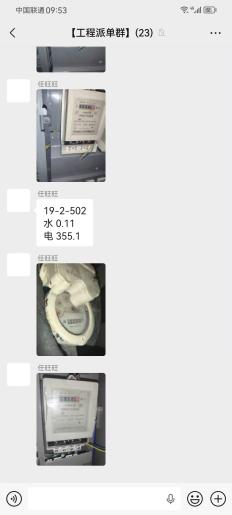 中国联通 09:53
【工程派单群】(23)
任旺旺
任旺旺
19-2-502
水 0.11
电 355.1
任旺旺
任旺旺